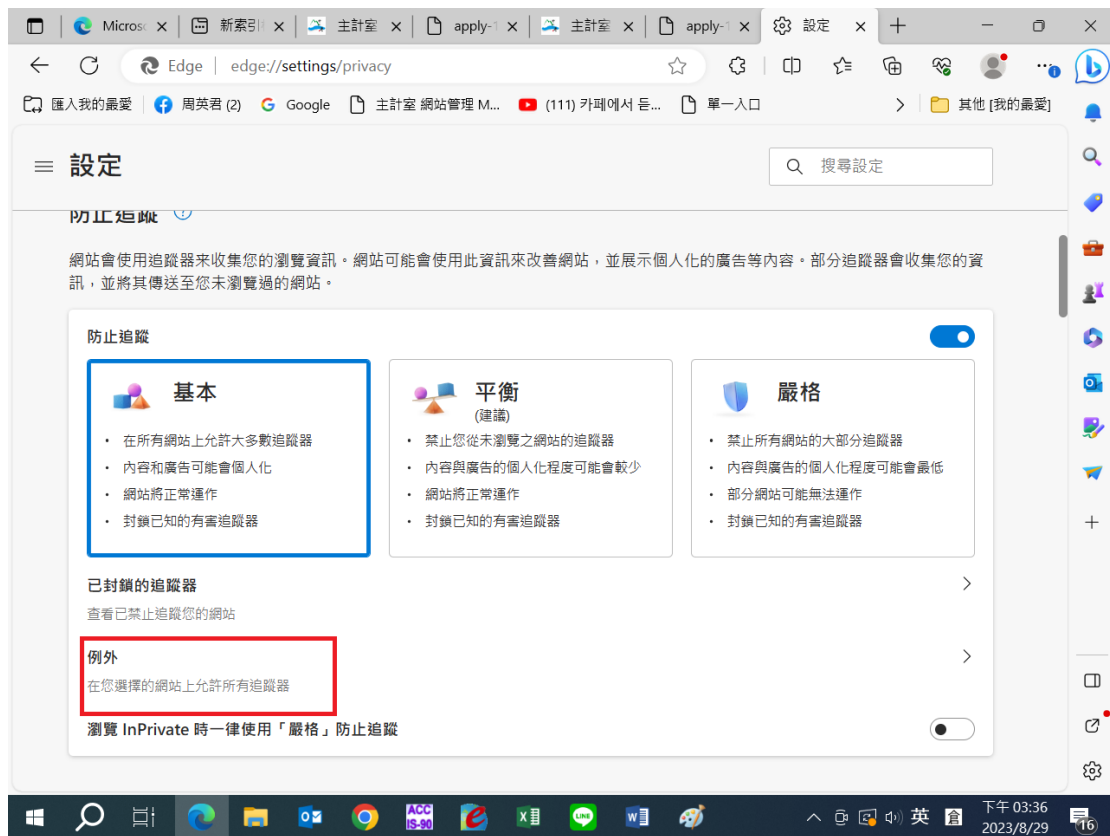 Micros
新索引
主計室
apply-1
主計室
apply-1
設定
Edge
edge://settings/privacy
匯入我的最愛
周英君 (2)
Google
主計室 網站管理 M...
(111) 카페에서 듣...
單一入口
其他 [我的最愛]
設定
搜尋設定
防止追蹤
網站會使用追蹤器來收集您的瀏覽資訊。網站可能會使用此資訊來改善網站，並展示個人化的廣告等內容。部分追蹤器會收集您的資
訊，並將其傳送至您未瀏覽過的網站。
防止追蹤
基本
• 在所有網站上允許大多數追蹤器
• 內容和廣告可能會個人化
• 網站將正常運作
• 封鎖已知的有害追蹤器
平衡
(建議)
• 禁止您從未瀏覽之網站的追蹤器
• 內容與廣告的個人化程度可能會較少
• 網站將正常運作
• 封鎖已知的有害追蹤器
嚴格
• 禁止所有網站的大部分追蹤器
• 內容與廣告的個人化程度可能會最低
• 部分網站可能無法運作
• 封鎖已知的有害追蹤器
已封鎖的追蹤器
查看已禁止追蹤您的網站
例外
在您選擇的網站上允許所有追蹤器
瀏覽 InPrivate 時一律使用「嚴格」防止追蹤
ACC
IS-90
LINE
英
倉
下午 03:36
2023/8/29
16